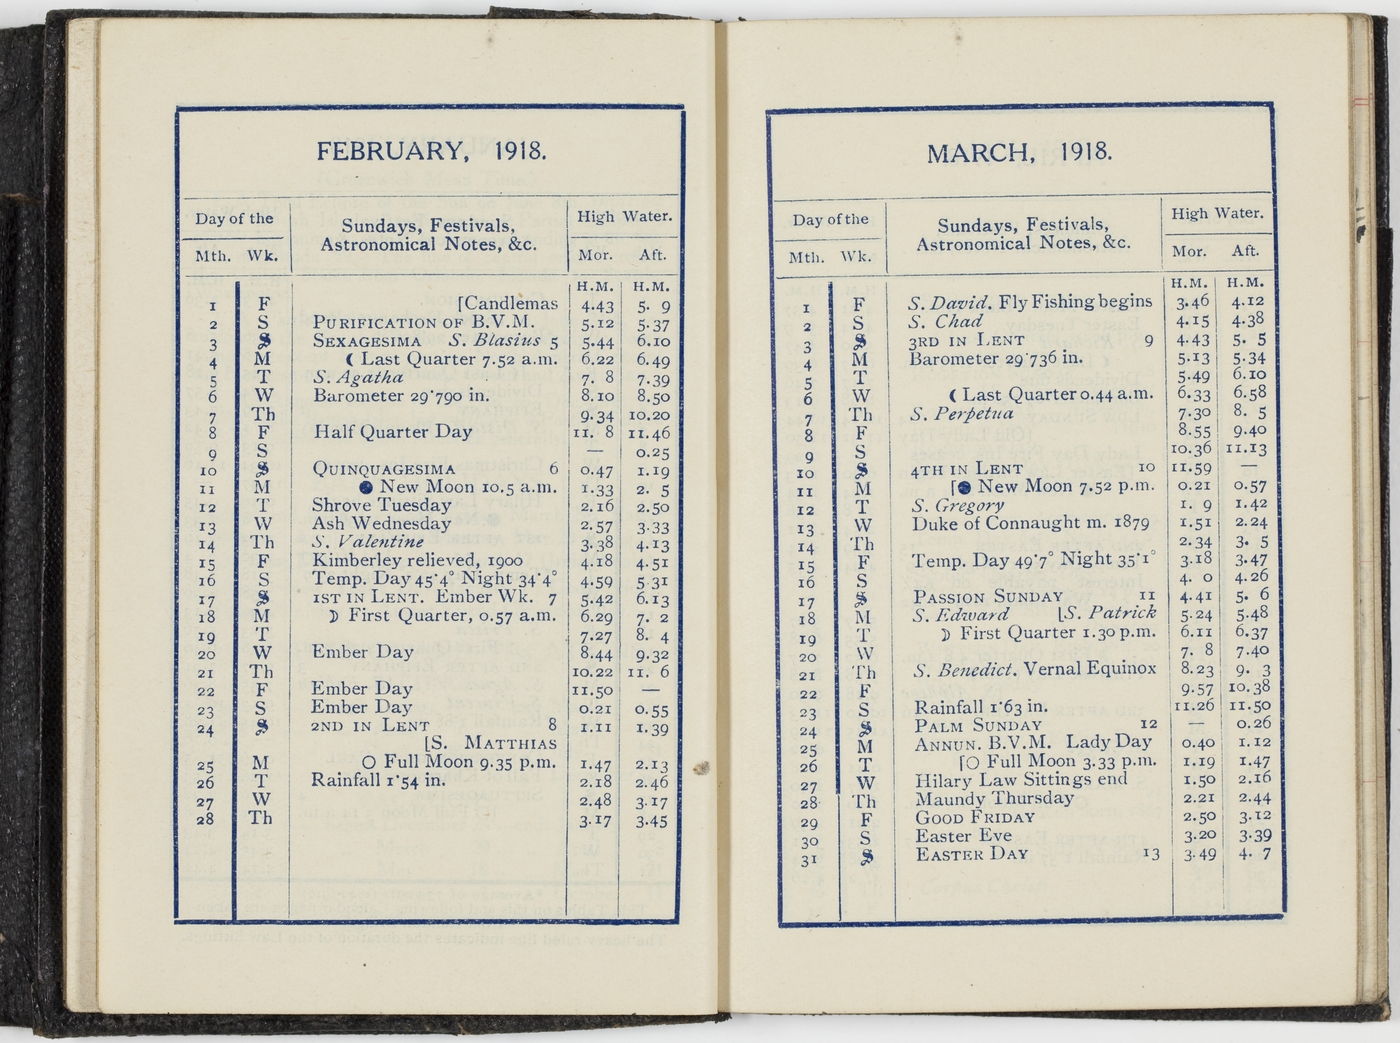 FEBRUARY, 1918.
Day of the
Sundays, Festivals,
Astronomical Notes, &c.
High Water.
Mth. Wk.
Mor. Aft.
H.M. H.M.
1 F [Candlemas 4.43 5. 9
2 S PURIFICATION OF B.V.M. 5.12 5.37
3 S SEXAGESIMA S. Blasius 5 5.44 6.10
4 M ☾ Last Quarter 7.52 a.m. 6.22 6.49
5 T S. Agatha 7. 8 7.39
6 W Barometer 29·790 in. 8.10 8.50
7 Th 9.34 10.20
8 F Half Quarter Day 11. 8 11.46
9 S — 0.25
10 S QUINQUAGESIMA 6 0.47 1.19
11 M ● New Moon 10.5 a.m. 1.33 2. 5
12 T Shrove Tuesday 2.16 2.50
13 W Ash Wednesday 2.57 3.33
14 Th S. Valentine 3.38 4.13
15 F Kimberley relieved, 1900 4.18 4.51
16 S Temp. Day 45·4° Night 34·4° 4.59 5.31
17 S 1ST IN LENT. Ember Wk. 7 5.42 6.13
18 M ☽ First Quarter, 0.57 a.m. 6.29 7. 2
19 T 7.27 8. 4
20 W Ember Day 8.44 9.32
21 Th 10.22 11. 6
22 F Ember Day 11.50 —
23 S Ember Day 0.21 0.55
24 S 2ND IN LENT 8 1.11 1.39
[S. MATTHIAS
25 M O Full Moon 9.35 p.m. 1.47 2.13
26 T Rainfall 1·54 in. 2.18 2.46
27 W 2.48 3.17
28 Th 3.17 3.45
MARCH, 1918.
Day of the
Sundays, Festivals,
Astronomical Notes, &c.
High Water.
Mth. Wk.
Mor. Aft.
H.M. H.M.
1 F S. David. Fly Fishing begins 3.46 4.12
2 S S. Chad 4.15 4.38
3 S 3RD IN LENT 9 4.43 5. 5
4 M Barometer 29·736 in. 5.13 5.34
5 T 5.49 6.10
6 W ☾ Last Quarter 0.44 a.m. 6.33 6.58
7 Th S. Perpetua 7.30 8. 5
8 F 8.55 9.40
9 S 10.36 11.13
10 S 4TH IN LENT 10 11.59 —
11 M [● New Moon 7.52 p.m. 0.21 0.57
12 T S. Gregory 1. 9 1.42
13 W Duke of Connaught m. 1879 1.51 2.24
14 Th 2.34 3. 5
15 F Temp. Day 49·7° Night 35·1° 3.18 3.47
16 S 4. 0 4.26
17 S PASSION SUNDAY 11 4.41 5. 6
18 M S. Edward [S. Patrick 5.24 5.48
19 T ☽ First Quarter 1.30 p.m. 6.11 6.37
20 W 7. 8 7.40
21 Th S. Benedict. Vernal Equinox 8.23 9. 3
22 F 9.57 10.38
23 S Rainfall 1·63 in. 11.26 11.50
24 S PALM SUNDAY 12 — 0.26
25 M ANNUN. B.V.M. Lady Day 0.40 1.12
26 T [O Full Moon 3.33 p.m. 1.19 1.47
27 W Hilary Law Sittings end 1.50 2.16
28 Th Maundy Thursday 2.21 2.44
29 F GOOD FRIDAY 2.50 3.12
30 S Easter Eve 3.20 3.39
31 S EASTER DAY 13 3.49 4. 7